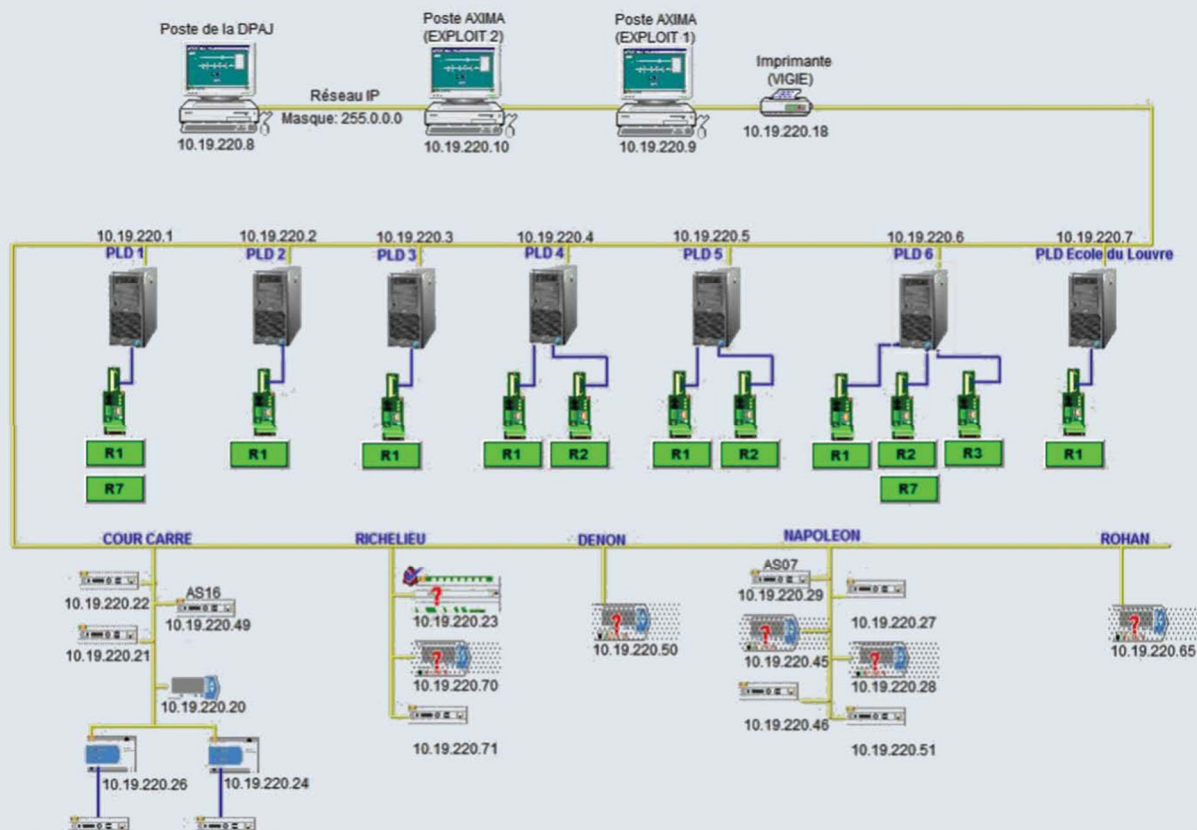 Poste de la DPAJ
Poste AXIMA
(EXPLOIT 2)
Poste AXIMA
(EXPLOIT 1)
Imprimante
(VIGIE)
Réseau IP
Masque: 255.0.0.0
10.19.220.8
10.19.220.10
10.19.220.9
10.19.220.18
10.19.220.1
PLD 1
10.19.220.2
PLD 2
10.19.220.3
PLD 3
10.19.220.4
PLD 4
10.19.220.5
PLD 5
10.19.220.6
PLD 6
10.19.220.7
PLD Ecole du Louvre
R1
R7
R1
R1
R1
R2
R1
R2
R1
R2
R7
R3
R1
COUR CARRE
10.19.220.22
AS16
10.19.220.49
10.19.220.21
10.19.220.20
10.19.220.26
10.19.220.24
RICHELIEU
?
10.19.220.23
?
10.19.220.70
10.19.220.71
DENON
?
10.19.220.50
NAPOLEON
AS07
10.19.220.29
10.19.220.27
?
10.19.220.45
?
10.19.220.28
10.19.220.46
10.19.220.51
ROHAN
?
10.19.220.65